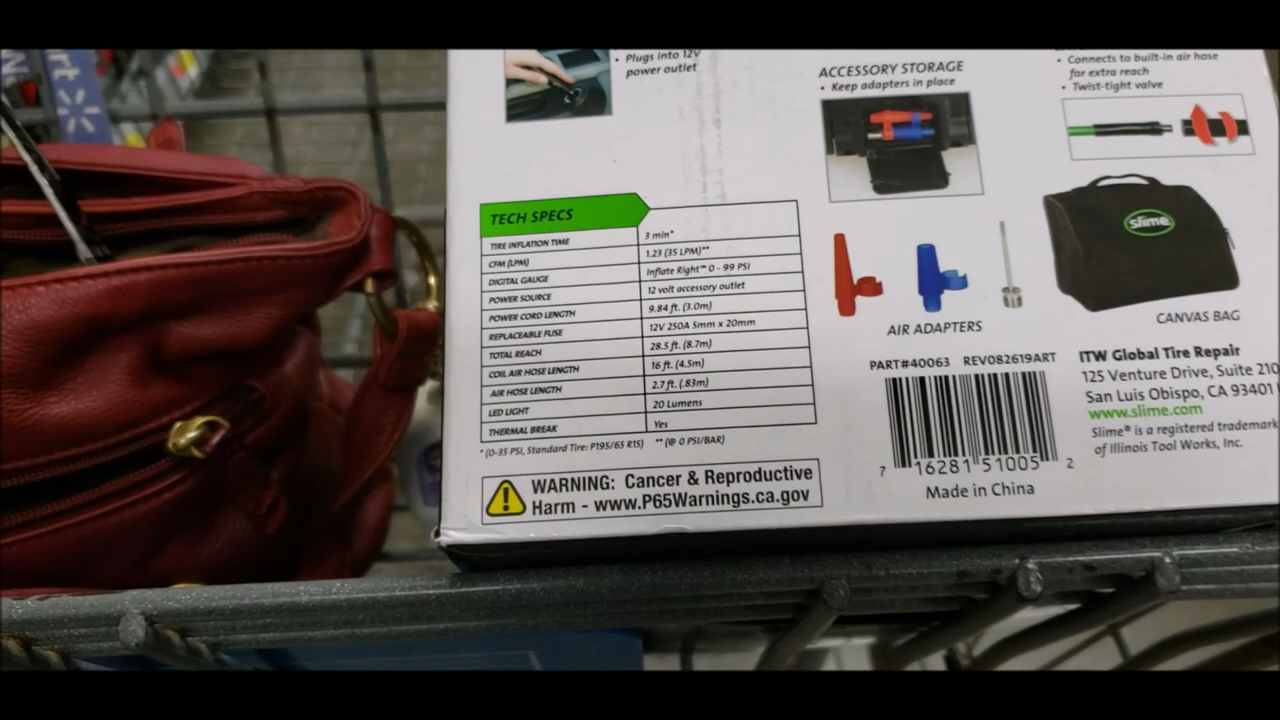 • Plugs into 12V
power outlet
ACCESSORY STORAGE
• Keep adapters in place
• Connects to built-in air hose
for extra reach
• Twist-tight valve
TECH SPECS
TIRE INFLATION TIME 3 min*
CFM (LPM) 1.23 (35 LPM)**
DIGITAL GAUGE Inflate Right™ 0 - 99 PSI
POWER SOURCE 12 volt accessory outlet
POWER CORD LENGTH 9.84 ft. (3.0m)
REPLACEABLE FUSE 12V 250A 5mm x 20mm
TOTAL REACH 28.5 ft. (8.7m)
COIL AIR HOSE LENGTH 16 ft. (4.5m)
AIR HOSE LENGTH 2.7 ft. (.83m)
LED LIGHT 20 Lumens
THERMAL BREAK Yes
* (0-35 PSI, Standard Tire: P195/65 R15) ** (@ 0 PSI/BAR)
WARNING: Cancer & Reproductive
Harm - www.P65Warnings.ca.gov
slime
AIR ADAPTERS
CANVAS BAG
PART#40063 REV082619ART
7 16281 51005 2
Made in China
ITW Global Tire Repair
125 Venture Drive, Suite 210
San Luis Obispo, CA 93401
www.slime.com
Slime® is a registered trademark
of Illinois Tool Works, Inc.